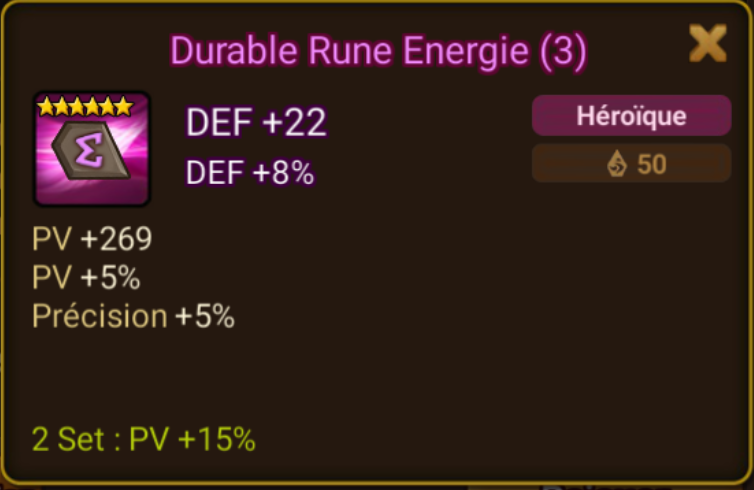 Durable Rune Energie (3)
DEF +22
Héroïque
DEF +8%
50
PV +269
PV +5%
Précision +5%
2 Set : PV +15%